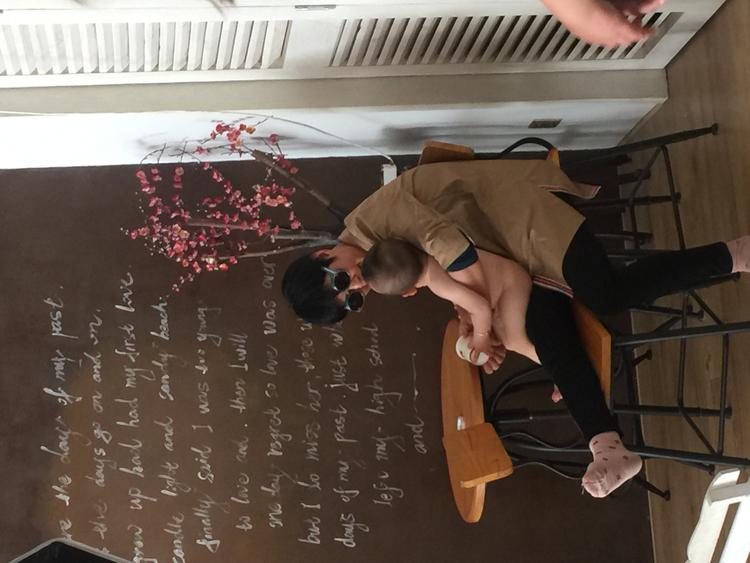 the days of my past.
the days go on and on.
grow up had had my first love.
candle light and sandy beach.
finally said I was too young
to love and. then I will
one day regret so love was over
but I do miss her, those
days of my past. just
left my high school
and